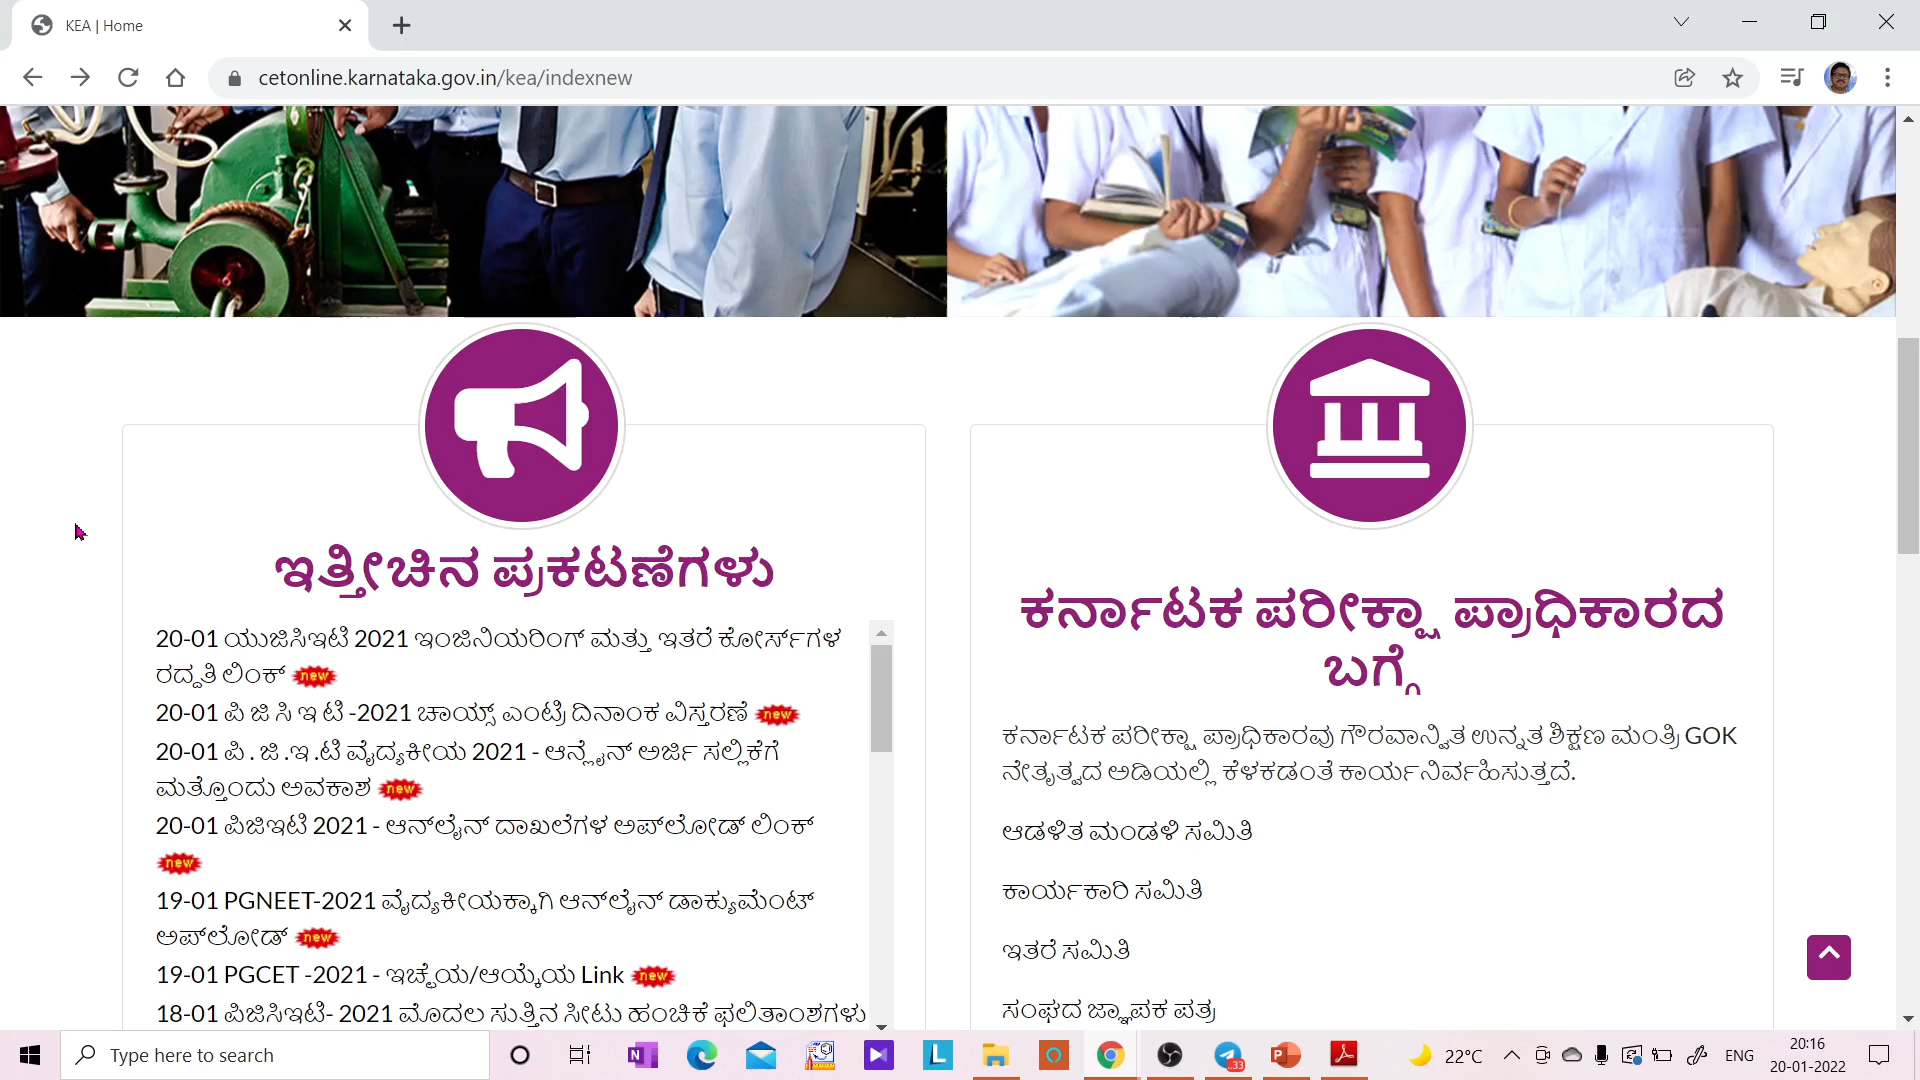 KEA | Home
cetonline.karnataka.gov.in/kea/indexnew
ಇತ್ತೀಚಿನ ಪ್ರಕಟಣೆಗಳು
20-01 ಯುಜಿಸಿಇಟಿ 2021 ಇಂಜಿನಿಯರಿಂಗ್ ಮತ್ತು ಇತರೆ ಕೋರ್ಸ್‌ಗಳ
ರದ್ದತಿ ಲಿಂಕ್ new
20-01 ಪಿ ಜಿ ಸಿ ಇ ಟಿ -2021 ಚಾಯ್ಸ್ ಎಂಟ್ರಿ ದಿನಾಂಕ ವಿಸ್ತರಣೆ new
20-01 ಪಿ . ಜಿ .ಇ .ಟಿ ವೈದ್ಯಕೀಯ 2021 - ಆನ್ಲೈನ್ ಅರ್ಜಿ ಸಲ್ಲಿಕೆಗೆ
ಮತ್ತೊಂದು ಅವಕಾಶ new
20-01 ಪಿಜಿಇಟಿ 2021 - ಆನ್‌ಲೈನ್ ದಾಖಲೆಗಳ ಅಪ್‌ಲೋಡ್ ಲಿಂಕ್
new
19-01 PGNEET-2021 ವೈದ್ಯಕೀಯಕ್ಕಾಗಿ ಆನ್‌ಲೈನ್ ಡಾಕ್ಯುಮೆಂಟ್
ಅಪ್‌ಲೋಡ್ new
19-01 PGCET -2021 - ಇಚ್ಛೆಯ/ಆಯ್ಕೆಯ Link new
18-01 ಪಿಜಿಸಿಇಟಿ- 2021 ಮೊದಲ ಸುತ್ತಿನ ಸೀಟು ಹಂಚಿಕೆ ಫಲಿತಾಂಶಗಳು
ಕರ್ನಾಟಕ ಪರೀಕ್ಷಾ ಪ್ರಾಧಿಕಾರದ
ಬಗ್ಗೆ
ಕರ್ನಾಟಕ ಪರೀಕ್ಷಾ ಪ್ರಾಧಿಕಾರವು ಗೌರವಾನ್ವಿತ ಉನ್ನತ ಶಿಕ್ಷಣ ಮಂತ್ರಿ GOK
ನೇತೃತ್ವದ ಅಡಿಯಲ್ಲಿ ಕೆಳಕಡಂತೆ ಕಾರ್ಯನಿರ್ವಹಿಸುತ್ತದೆ.
ಆಡಳಿತ ಮಂಡಳಿ ಸಮಿತಿ
ಕಾರ್ಯಕಾರಿ ಸಮಿತಿ
ಇತರೆ ಸಮಿತಿ
ಸಂಘದ ಜ್ಞಾಪಕ ಪತ್ರ
Type here to search
22°C
ENG
20:16
20-01-2022